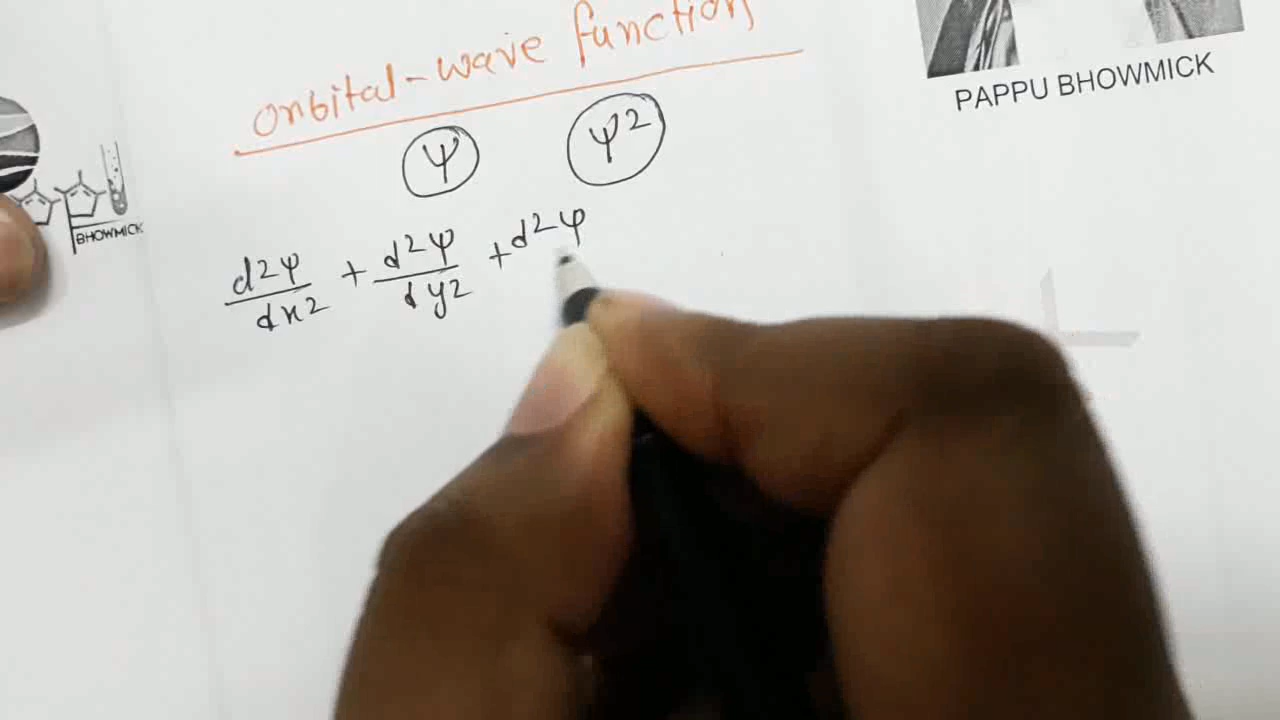 orbital-wave function
PAPPU BHOWMICK
ψ ψ2
BHOWMICK
d2ψ/dx2 + d2ψ/dy2 + d2ψ